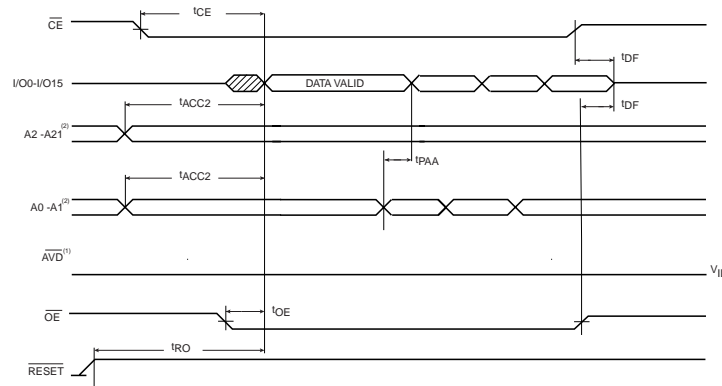 CE tCE
tDF
I/O0-I/O15 DATA VALID
tACC2 tDF
A2 -A21(2)
tPAA
tACC2
A0 -A1(2)
AVD(1)
OE tOE
tRO
RESET